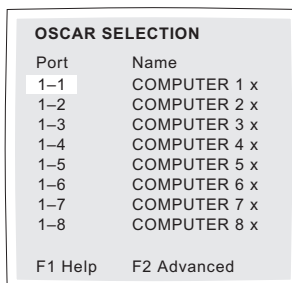 OSCAR SELECTION
Port Name
1–1 COMPUTER 1 x
1–2 COMPUTER 2 x
1–3 COMPUTER 3 x
1–4 COMPUTER 4 x
1–5 COMPUTER 5 x
1–6 COMPUTER 6 x
1–7 COMPUTER 7 x
1–8 COMPUTER 8 x
F1 Help F2 Advanced